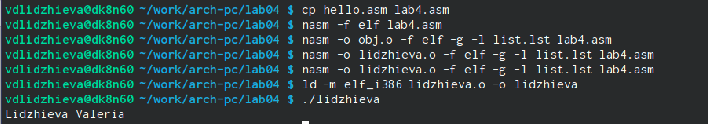 vdlidzhieva@dk8n60 ~/work/arch-pc/lab04 $ cp hello.asm lab4.asm
vdlidzhieva@dk8n60 ~/work/arch-pc/lab04 $ nasm -f elf lab4.asm
vdlidzhieva@dk8n60 ~/work/arch-pc/lab04 $ nasm -o obj.o -f elf -g -l list.lst lab4.asm
vdlidzhieva@dk8n60 ~/work/arch-pc/lab04 $ nasm -o lidzhieva.o -f elf -g -l list.lst lab4.asm
vdlidzhieva@dk8n60 ~/work/arch-pc/lab04 $ nasm -o lidzhieva.o -f elf -g -l list.lst lab4.asm
vdlidzhieva@dk8n60 ~/work/arch-pc/lab04 $ ld -m elf_i386 lidzhieva.o -o lidzhieva
vdlidzhieva@dk8n60 ~/work/arch-pc/lab04 $ ./lidzhieva
Lidzhieva Valeria